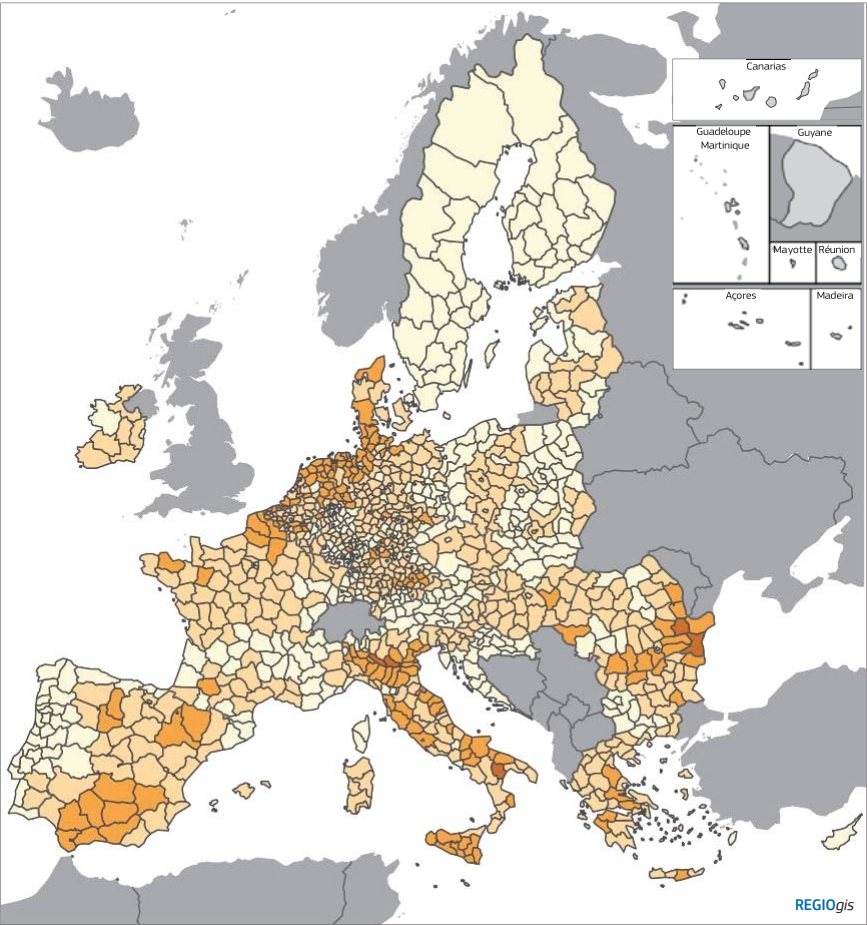 Canarias
Guadeloupe
Martinique
Guyane
Mayotte
Réunion
Açores
Madeira
REGIOgis